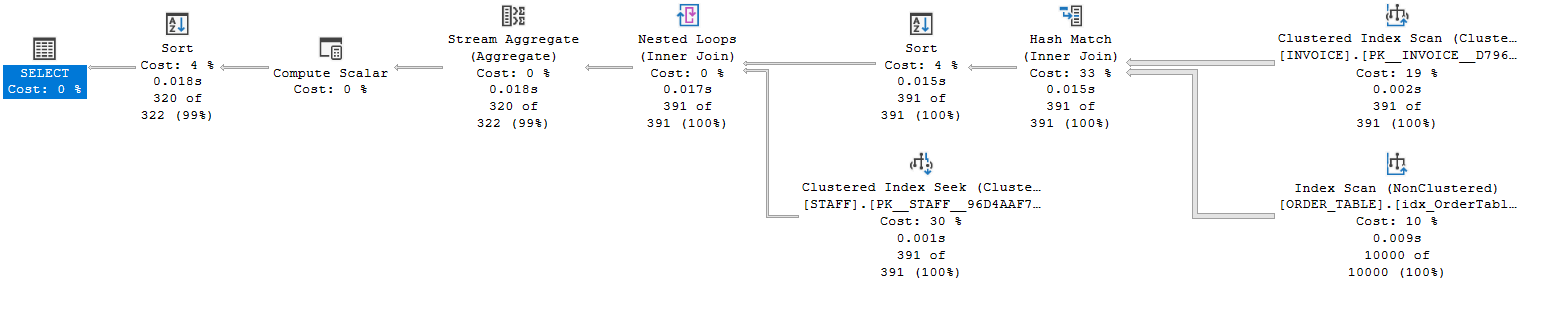 SELECT
Cost: 0 %
Sort
Cost: 4 %
0.018s
320 of
322 (99%)
Compute Scalar
Cost: 0 %
Stream Aggregate
(Aggregate)
Cost: 0 %
0.018s
320 of
322 (99%)
Nested Loops
(Inner Join)
Cost: 0 %
0.017s
391 of
391 (100%)
Sort
Cost: 4 %
0.015s
391 of
391 (100%)
Hash Match
(Inner Join)
Cost: 33 %
0.015s
391 of
391 (100%)
Clustered Index Scan (Cluste…
[INVOICE].[PK__INVOICE__D796…
Cost: 19 %
0.002s
391 of
391 (100%)
Clustered Index Seek (Cluste…
[STAFF].[PK__STAFF__96D4AAF7…
Cost: 30 %
0.001s
391 of
391 (100%)
Index Scan (NonClustered)
[ORDER_TABLE].[idx_OrderTabl…
Cost: 10 %
0.009s
10000 of
10000 (100%)